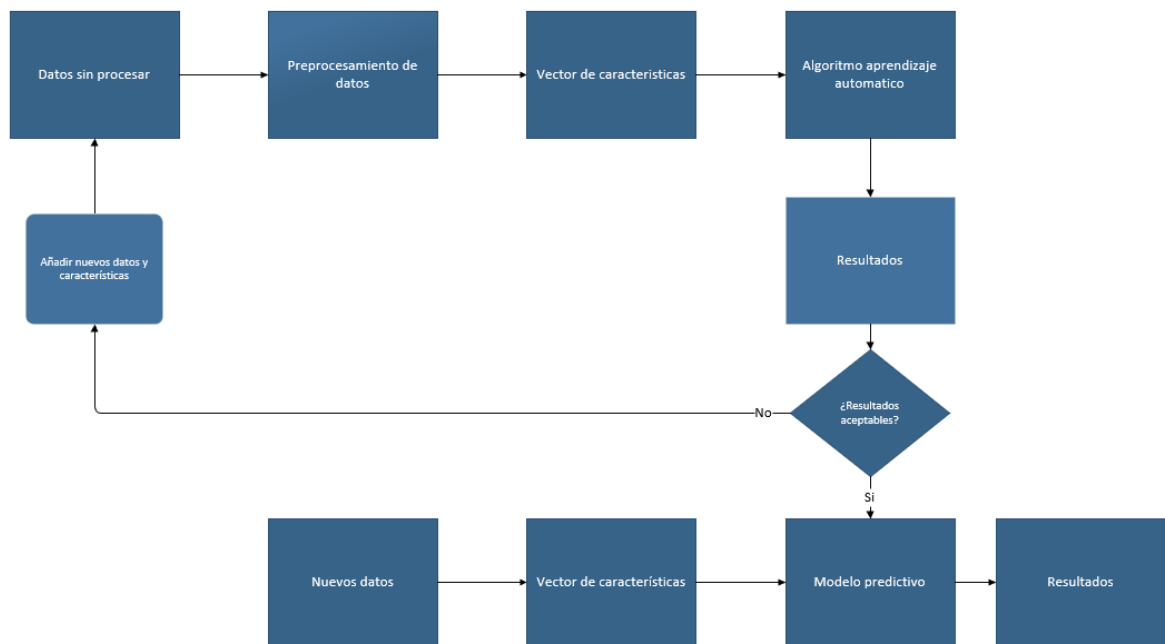 Datos sin procesar
Preprocesamiento de
datos
Vector de caracteristicas
Algoritmo aprendizaje
automatico
Añadir nuevos datos y
características
Resultados
¿Resultados
aceptables?
No
Si
Nuevos datos
Vector de características
Modelo predictivo
Resultados